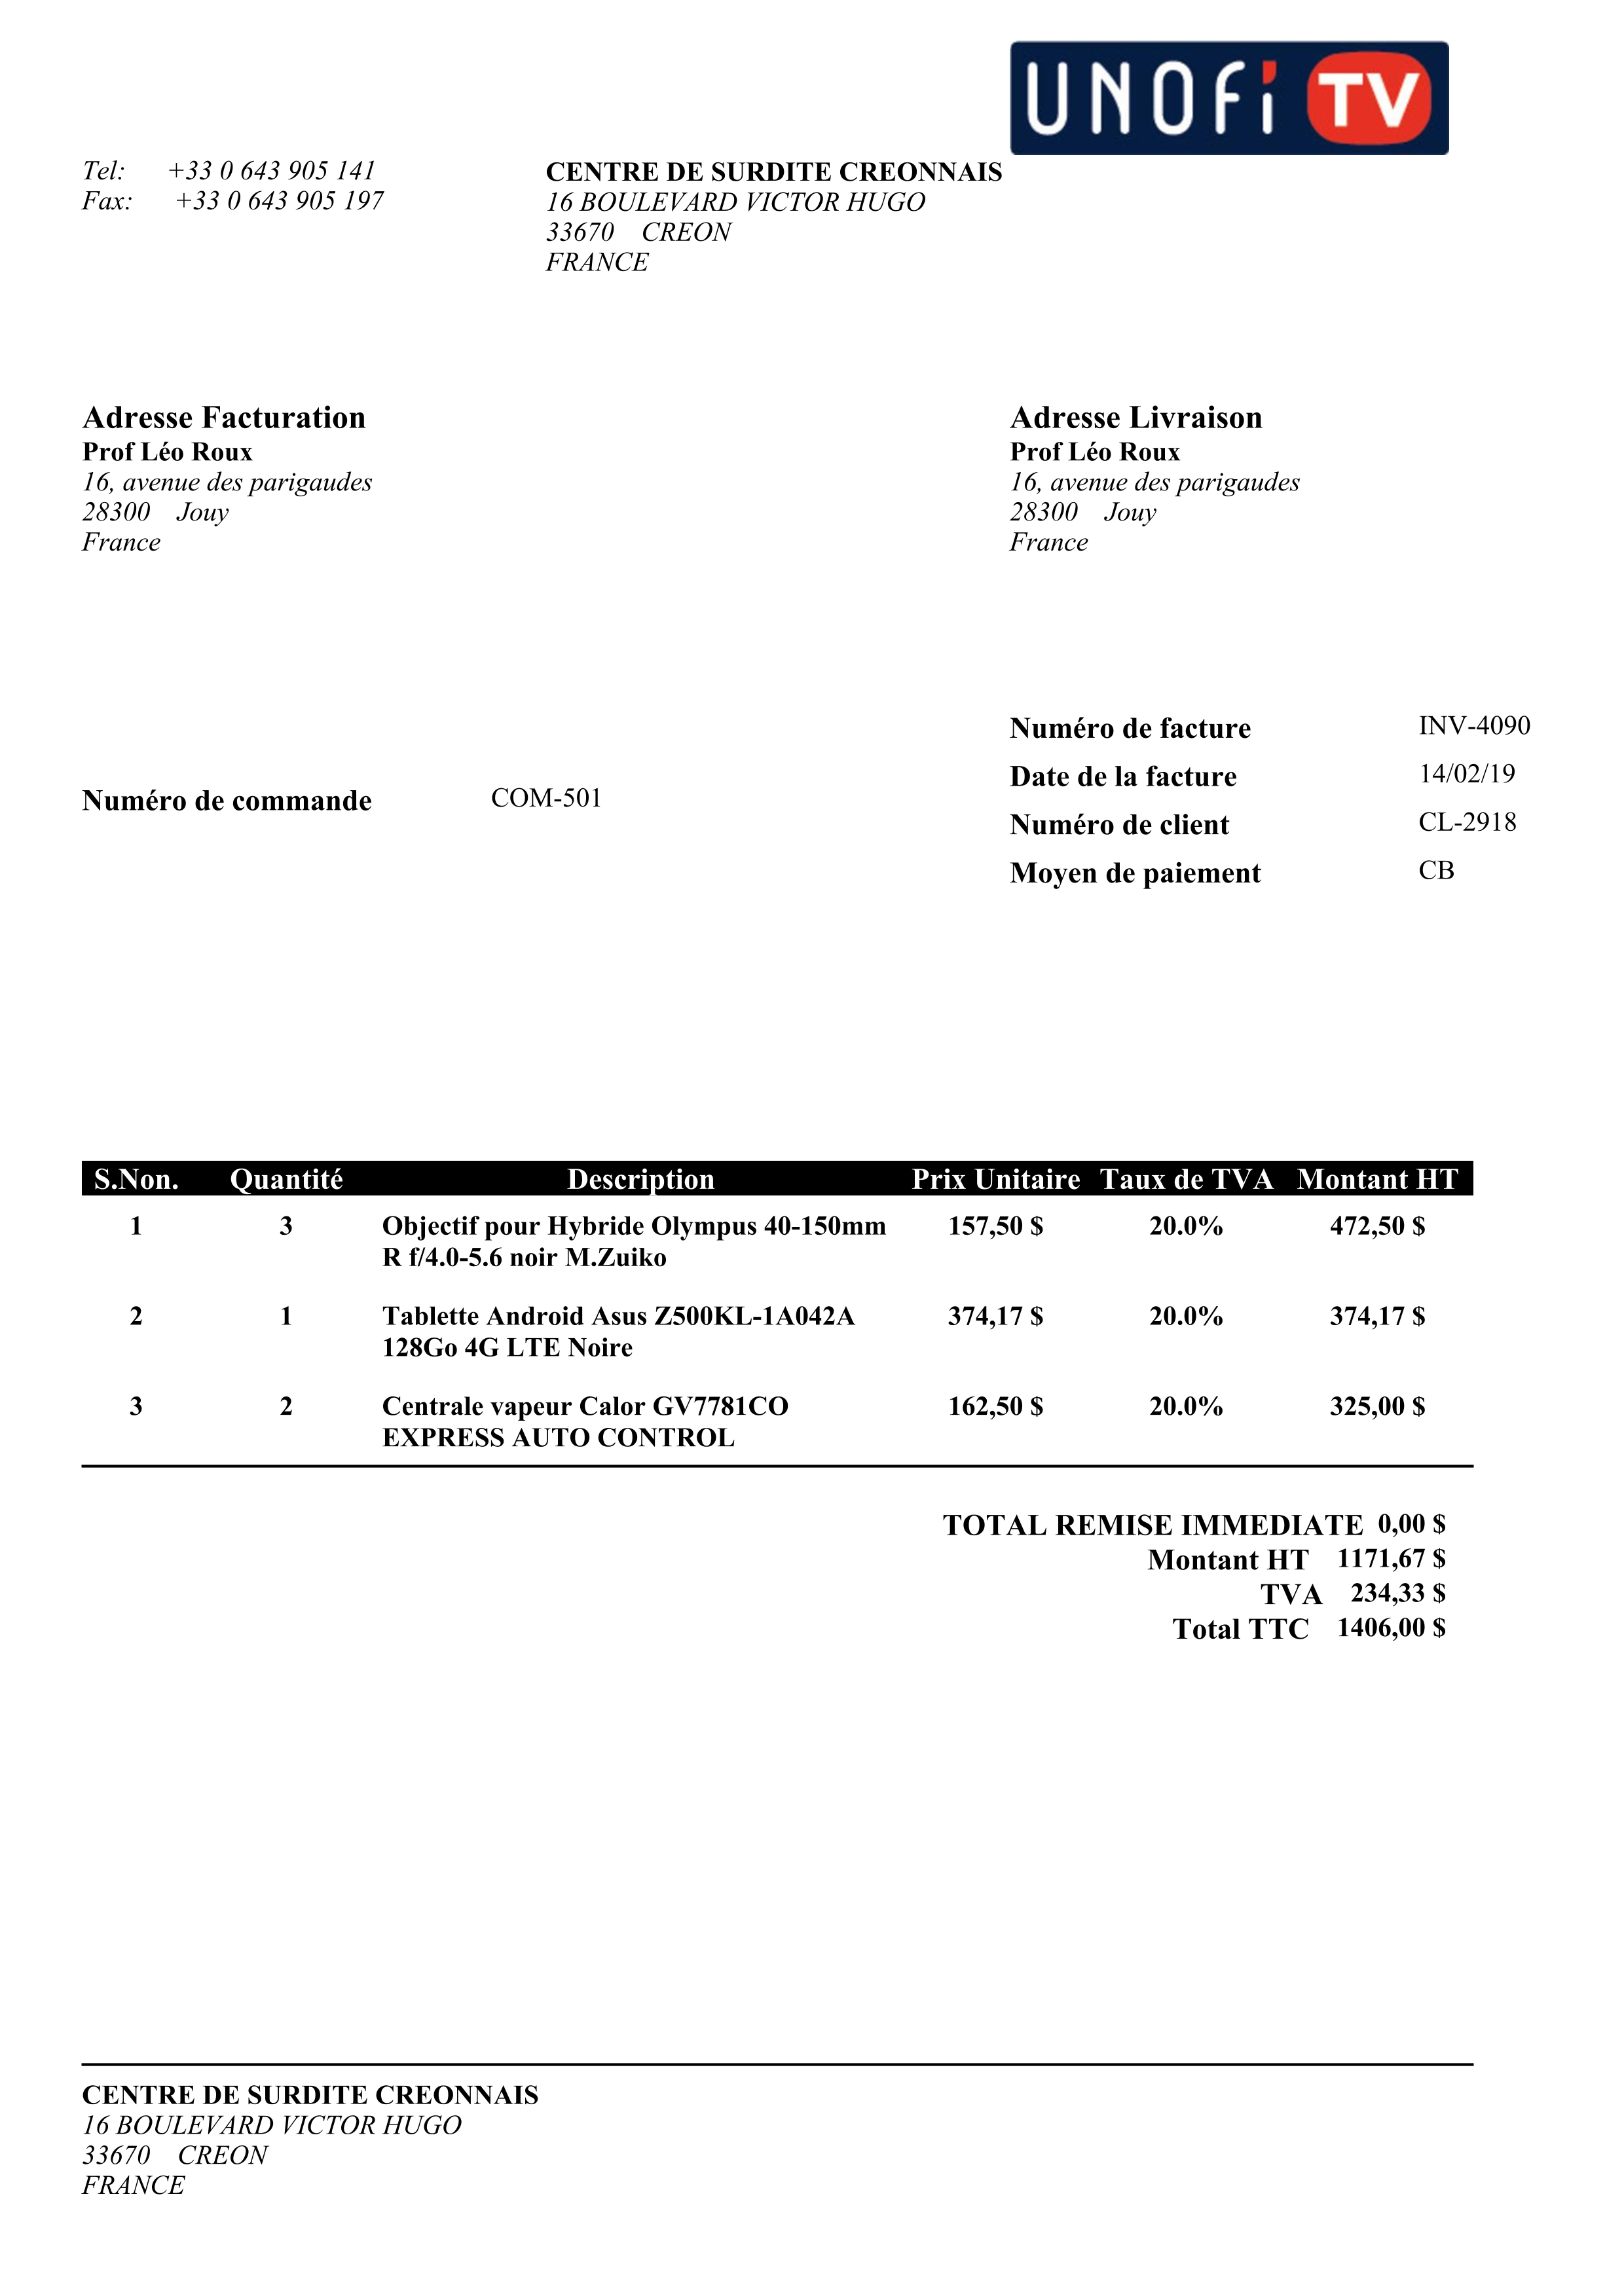 UNOFi TV
Tel: +33 0 643 905 141
Fax: +33 0 643 905 197
CENTRE DE SURDITE CREONNAIS
16 BOULEVARD VICTOR HUGO
33670 CREON
FRANCE
Adresse Facturation
Prof Léo Roux
16, avenue des parigaudes
28300 Jouy
France
Adresse Livraison
Prof Léo Roux
16, avenue des parigaudes
28300 Jouy
France
Numéro de commande COM-501
Numéro de facture INV-4090
Date de la facture 14/02/19
Numéro de client CL-2918
Moyen de paiement CB
S.Non. Quantité Description Prix Unitaire Taux de TVA Montant HT
1 3 Objectif pour Hybride Olympus 40-150mm 157,50 $ 20.0% 472,50 $
R f/4.0-5.6 noir M.Zuiko
2 1 Tablette Android Asus Z500KL-1A042A 374,17 $ 20.0% 374,17 $
128Go 4G LTE Noire
3 2 Centrale vapeur Calor GV7781CO 162,50 $ 20.0% 325,00 $
EXPRESS AUTO CONTROL
TOTAL REMISE IMMEDIATE 0,00 $
Montant HT 1171,67 $
TVA 234,33 $
Total TTC 1406,00 $
CENTRE DE SURDITE CREONNAIS
16 BOULEVARD VICTOR HUGO
33670 CREON
FRANCE